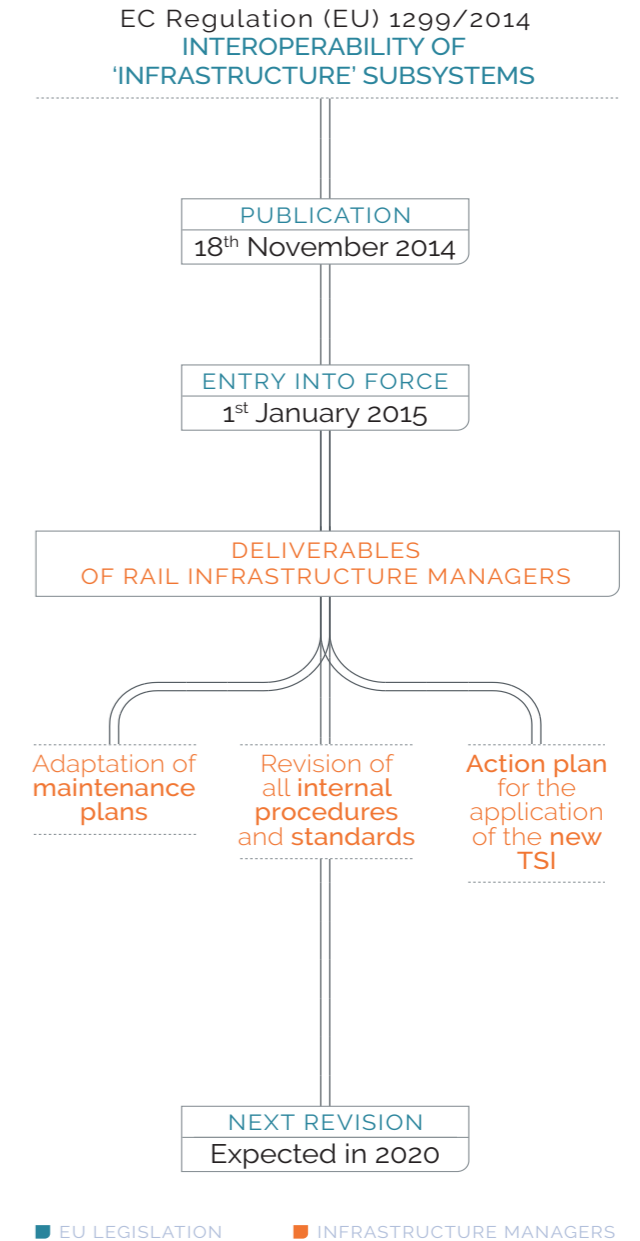 EC Regulation (EU) 1299/2014
INTEROPERABILITY OF
‘INFRASTRUCTURE’ SUBSYSTEMS
PUBLICATION
18th November 2014
ENTRY INTO FORCE
1st January 2015
DELIVERABLES
OF RAIL INFRASTRUCTURE MANAGERS
Adaptation of
maintenance
plans
Revision of
all internal
procedures
and standards
Action plan
for the
application
of the new
TSI
NEXT REVISION
Expected in 2020
EU LEGISLATION
INFRASTRUCTURE MANAGERS